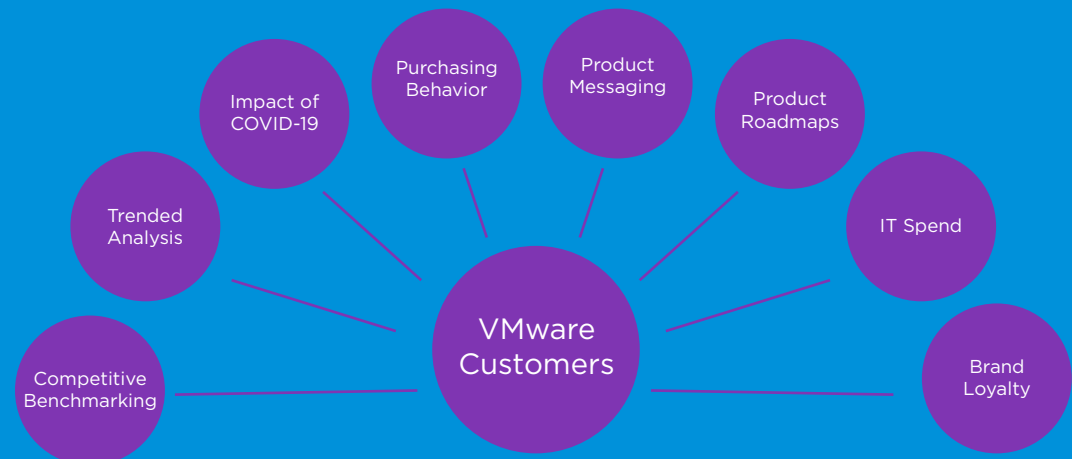 Competitive
Benchmarking
Trended
Analysis
Impact of
COVID-19
Purchasing
Behavior
Product
Messaging
Product
Roadmaps
IT Spend
Brand
Loyalty
VMware
Customers